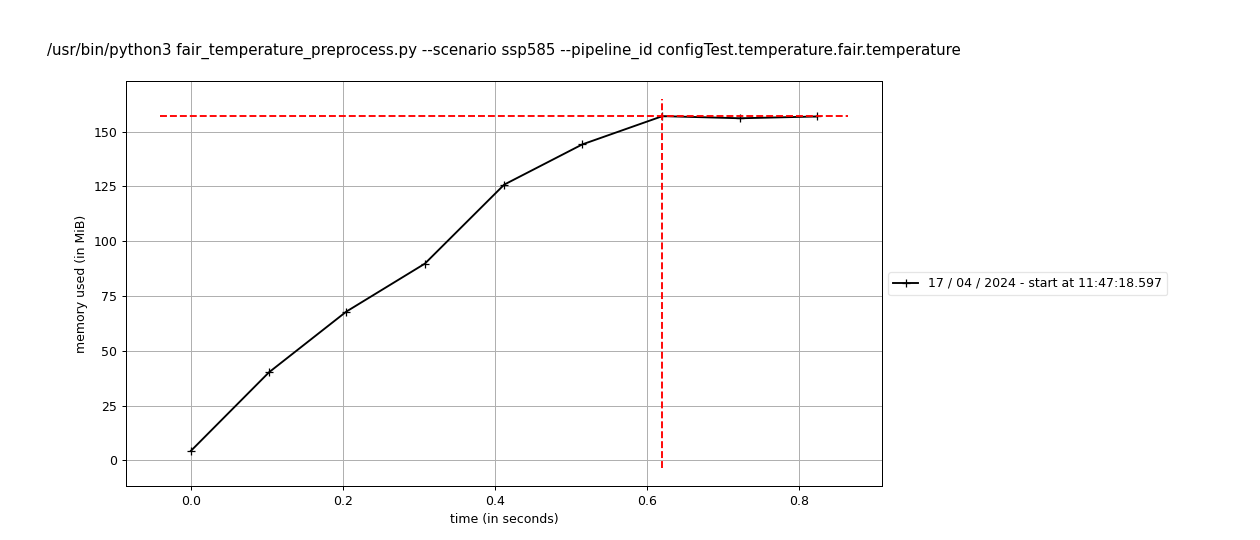 /usr/bin/python3 fair_temperature_preprocess.py --scenario ssp585 --pipeline_id configTest.temperature.fair.temperature
150
125
100
75
50
25
0
memory used (in MiB)
0.0 0.2 0.4 0.6 0.8
time (in seconds)
17 / 04 / 2024 - start at 11:47:18.597